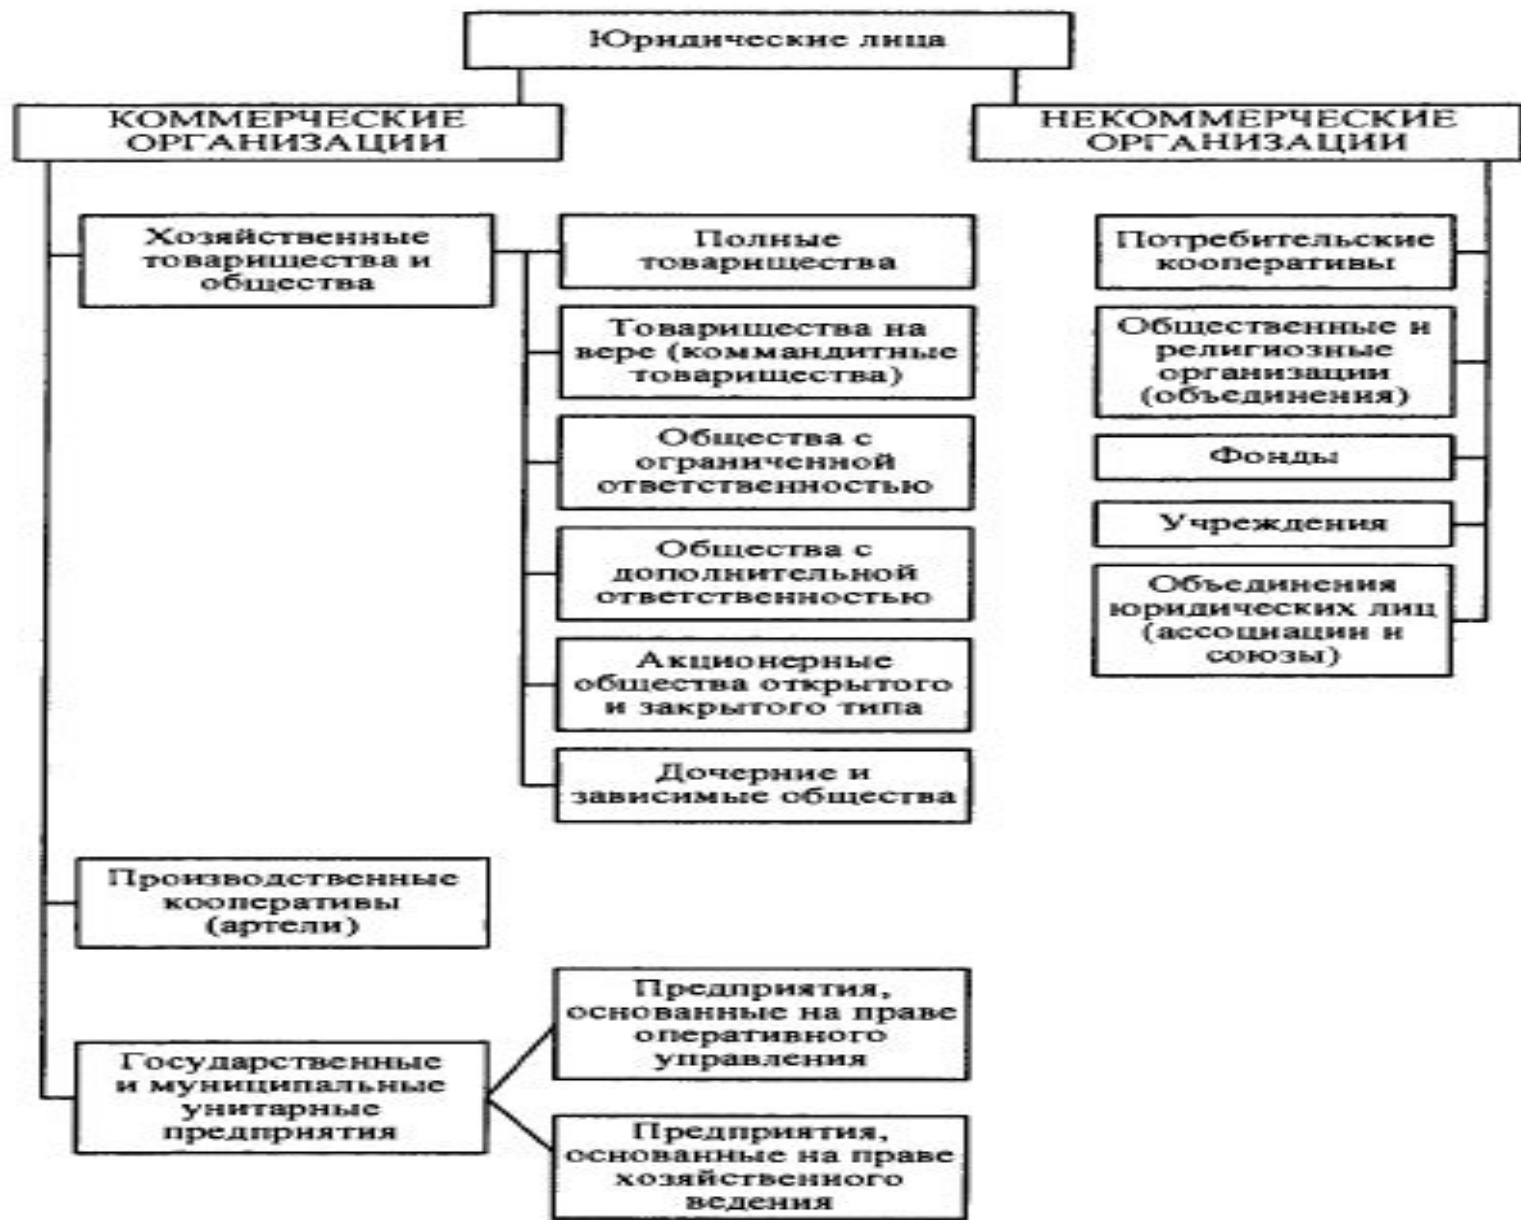 Юридические лица
КОММЕРЧЕСКИЕ
ОРГАНИЗАЦИИ
Хозяйственные
товарищества и
общества
Полные
товарищества
Товарищества на
вере (коммандитные
товарищества)
Общества с
ограниченной
ответственностью
Общества с
дополнительной
ответственностью
Акционерные
общества открытого
и закрытого типа
Дочерние и
зависимые общества
Производственные
кооперативы
(артели)
Государственные
и муниципальные
унитарные
предприятия
Предприятия,
основанные на праве
оперативного
управления
Предприятия,
основанные на праве
хозяйственного
ведения
НЕКОММЕРЧЕСКИЕ
ОРГАНИЗАЦИИ
Потребительские
кооперативы
Общественные и
религиозные
организации
(объединения)
Фонды
Учреждения
Объединения
юридических лиц
(ассоциации и
союзы)